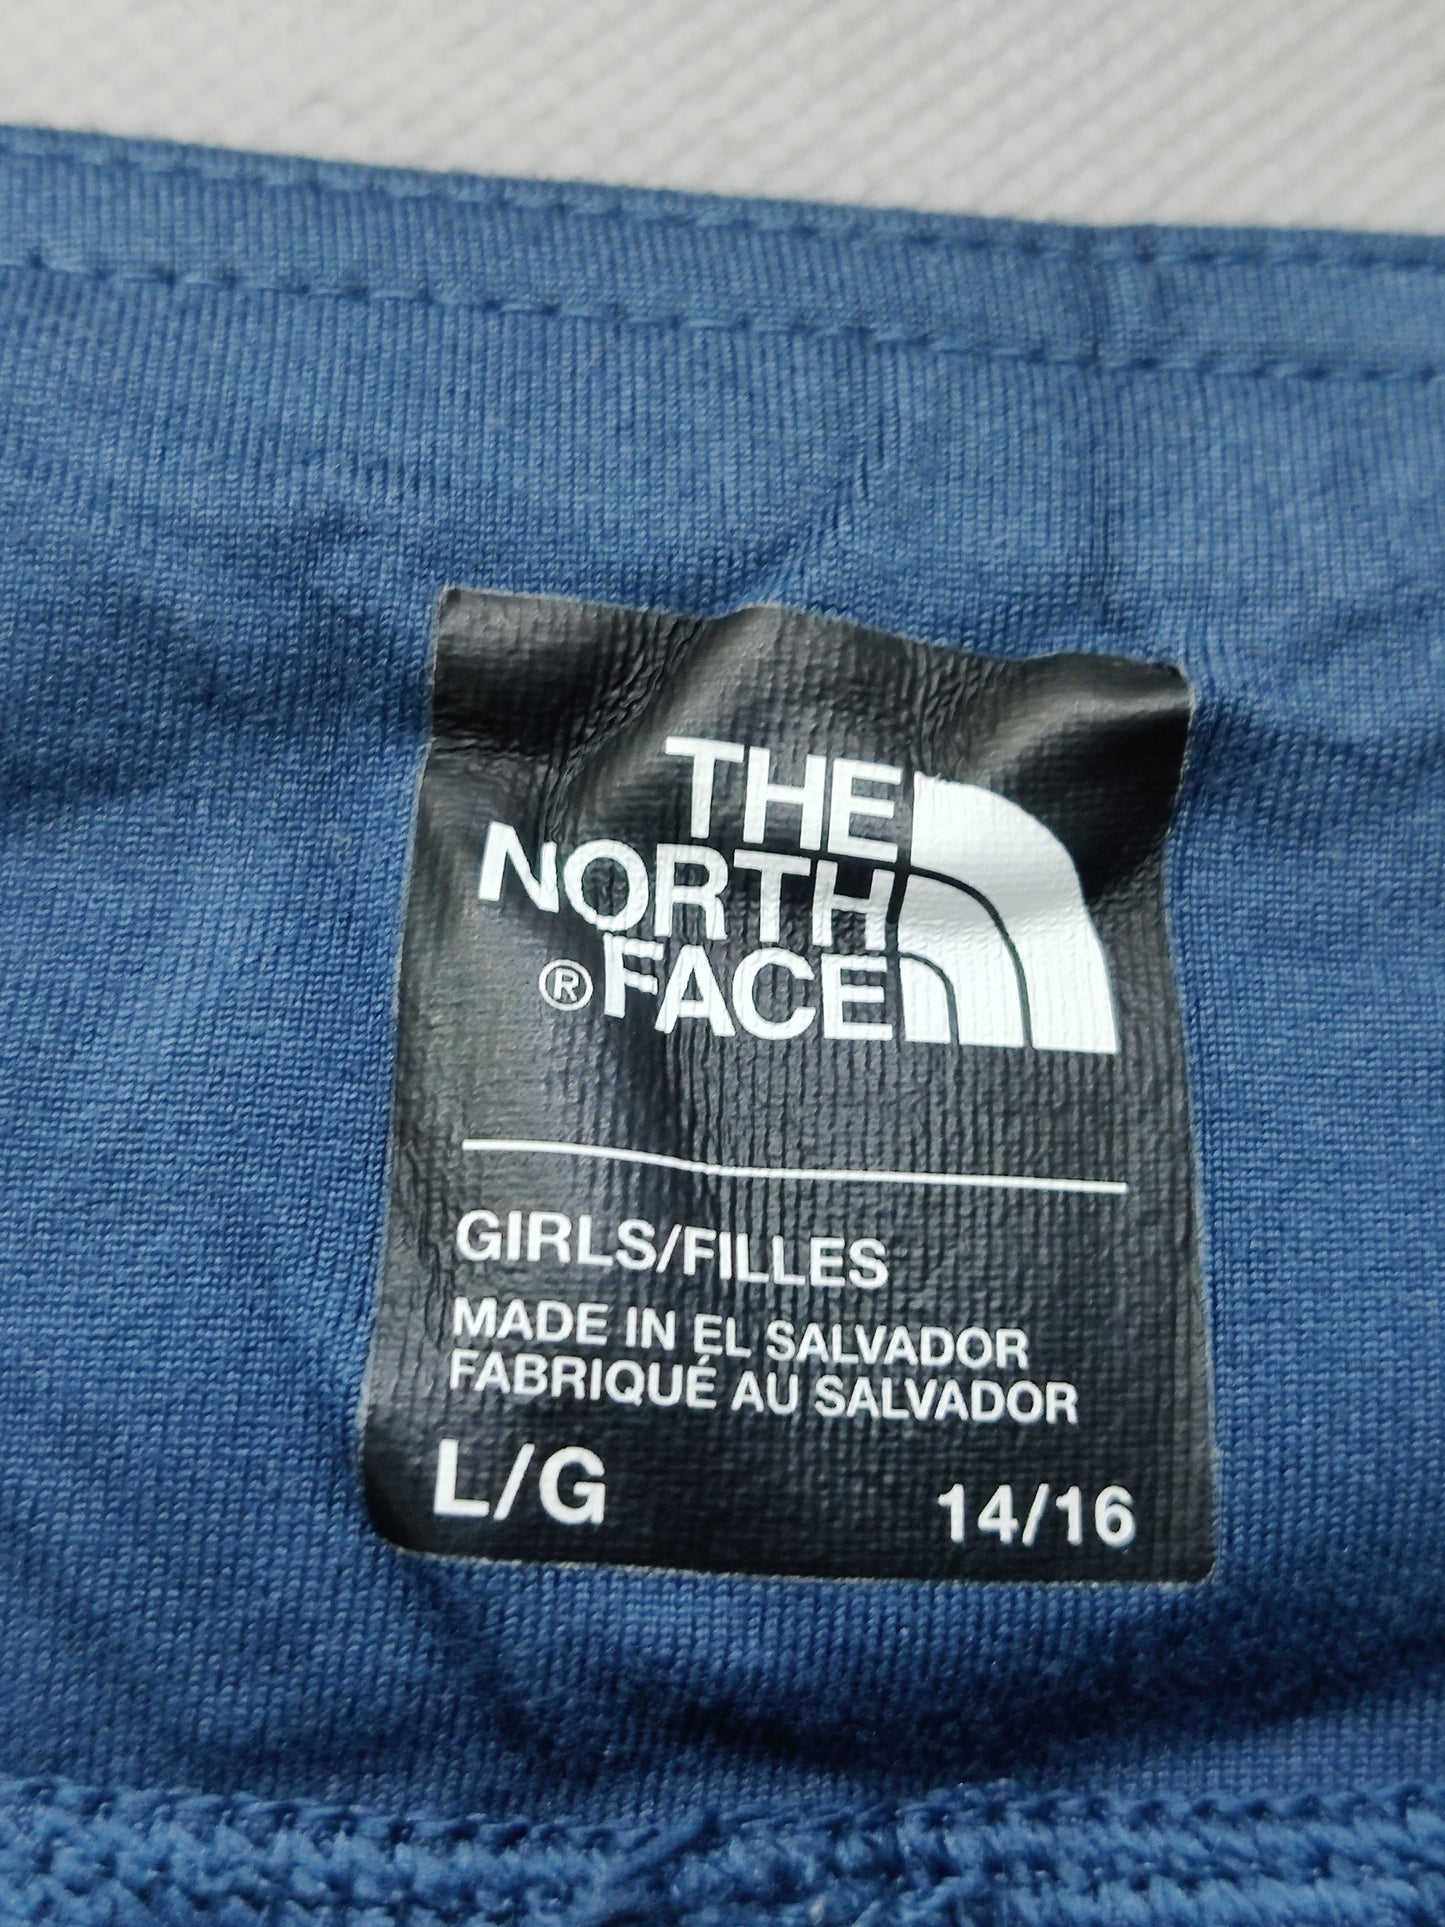 THE
NORTH
®FACE
GIRLS/FILLES
MADE IN EL SALVADOR
FABRIQUÉ AU SALVADOR
L/G 14/16